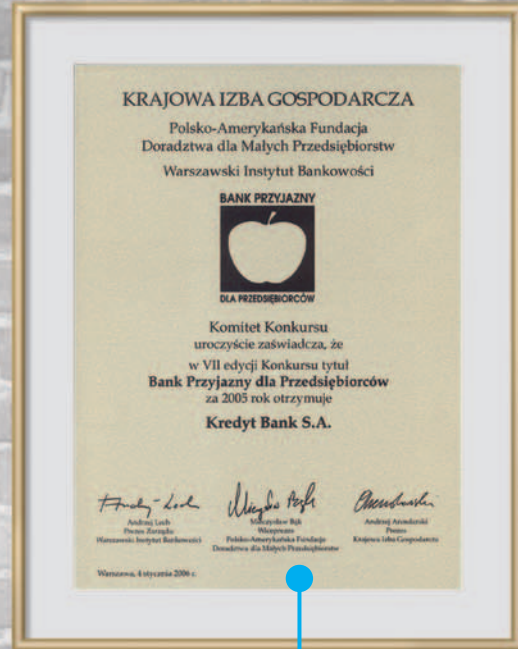 KRAJOWA IZBA GOSPODARCZA
Polsko-Amerykańska Fundacja
Doradztwa dla Małych Przedsiębiorstw
Warszawski Instytut Bankowości
BANK PRZYJAZNY
DLA PRZEDSIĘBIORCÓW
Komitet Konkursu
uroczyście zaświadcza, że
w VII edycji Konkursu tytuł
Bank Przyjazny dla Przedsiębiorców
za 2005 rok otrzymuje
Kredyt Bank S.A.
Andrzej Lech
Prezes Zarządu
Warszawski Instytut Bankowości
Mieczysław Bąk
Wiceprezes
Polsko-Amerykańska Fundacja
Doradztwa dla Małych Przedsiębiorstw
Andrzej Arendarski
Prezes
Krajowa Izba Gospodarcza
Warszawa, 4 stycznia 2006 r.